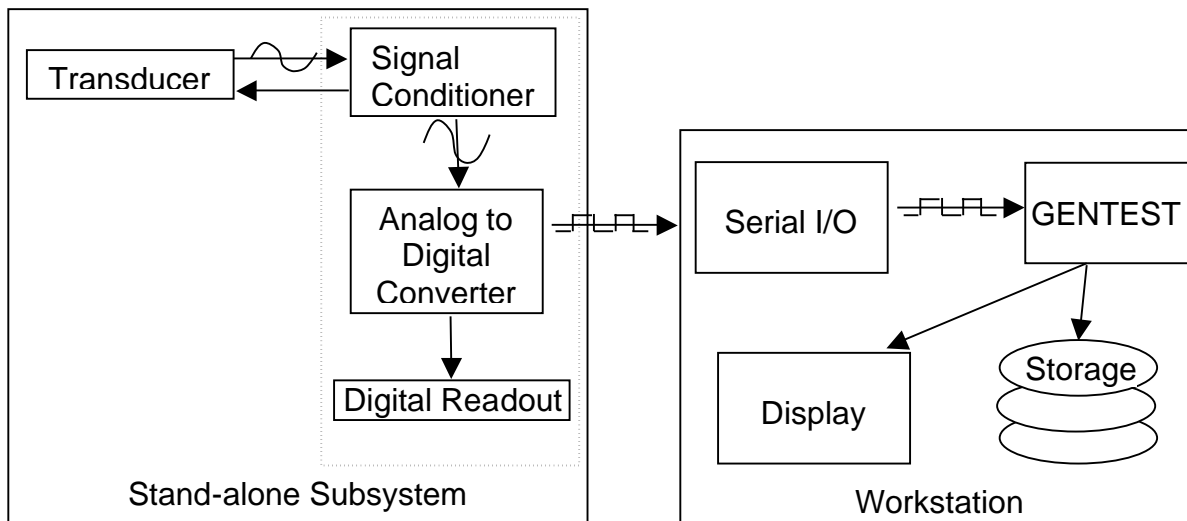 Transducer
Signal
Conditioner
Analog to
Digital
Converter
Digital Readout
Stand-alone Subsystem
Serial I/O
GENTEST
Display
Storage
Workstation